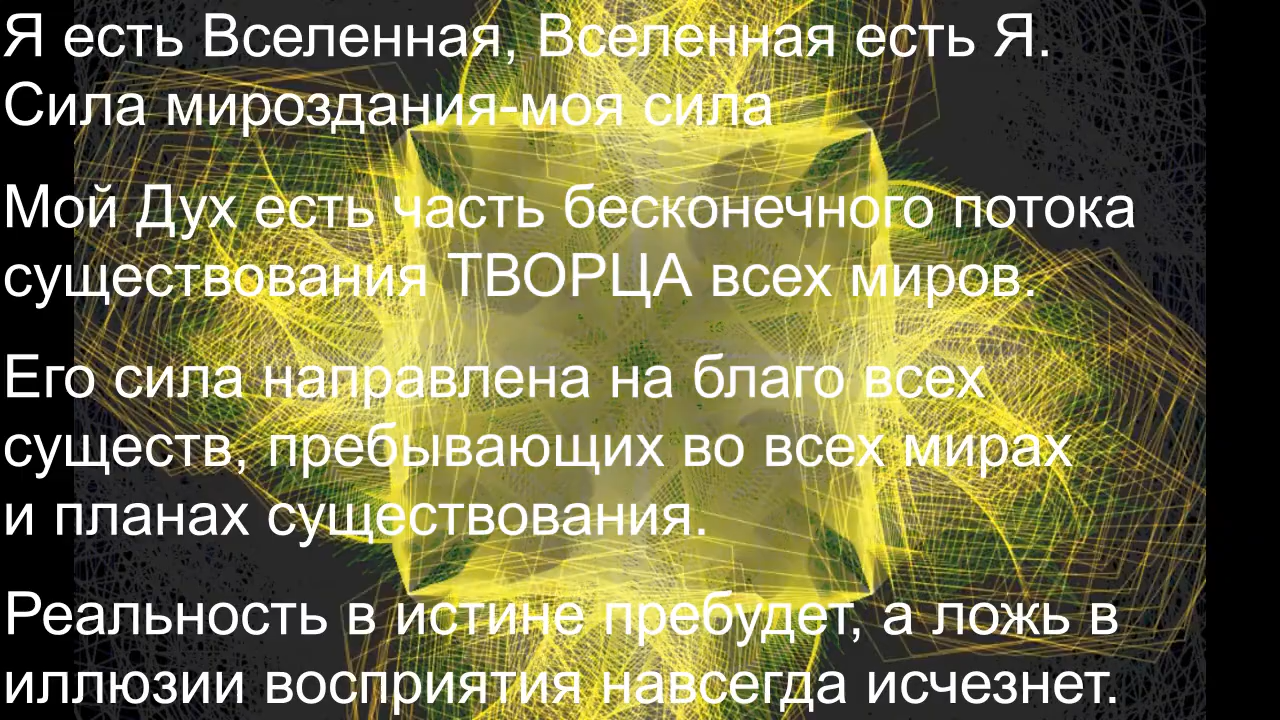 Я есть Вселенная, Вселенная есть Я.
Сила мироздания-моя сила
Мой Дух есть часть бесконечного потока
существования ТВОРЦА всех миров.
Его сила направлена на благо всех
существ, пребывающих во всех мирах
и планах существования.
Реальность в истине пребудет, а ложь в
иллюзии восприятия навсегда исчезнет.